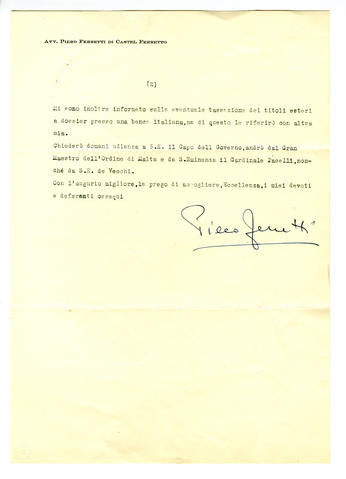 AVV. PIERO FERRETTI DI CASTEL FERRETTO
(2)
Mi sono inoltre informato sulla eventuale tassazione dei titoli esteri
a dossier presso una banca italiana,ma di questo le riferirò con altra
mia.
Chiederò domani udienza a S.E. il Capo dell Governo,andrò dal Gran
Maestro dell'Ordine di Malta e da S.Eminenza il Cardinale Pacelli,non-
ché da S.E. de Vecchi.
Con l'augurio migliore,la prego di accogliere,Eccellenza,i miei devoti
e deferenti ossequi
Piero Ferretti